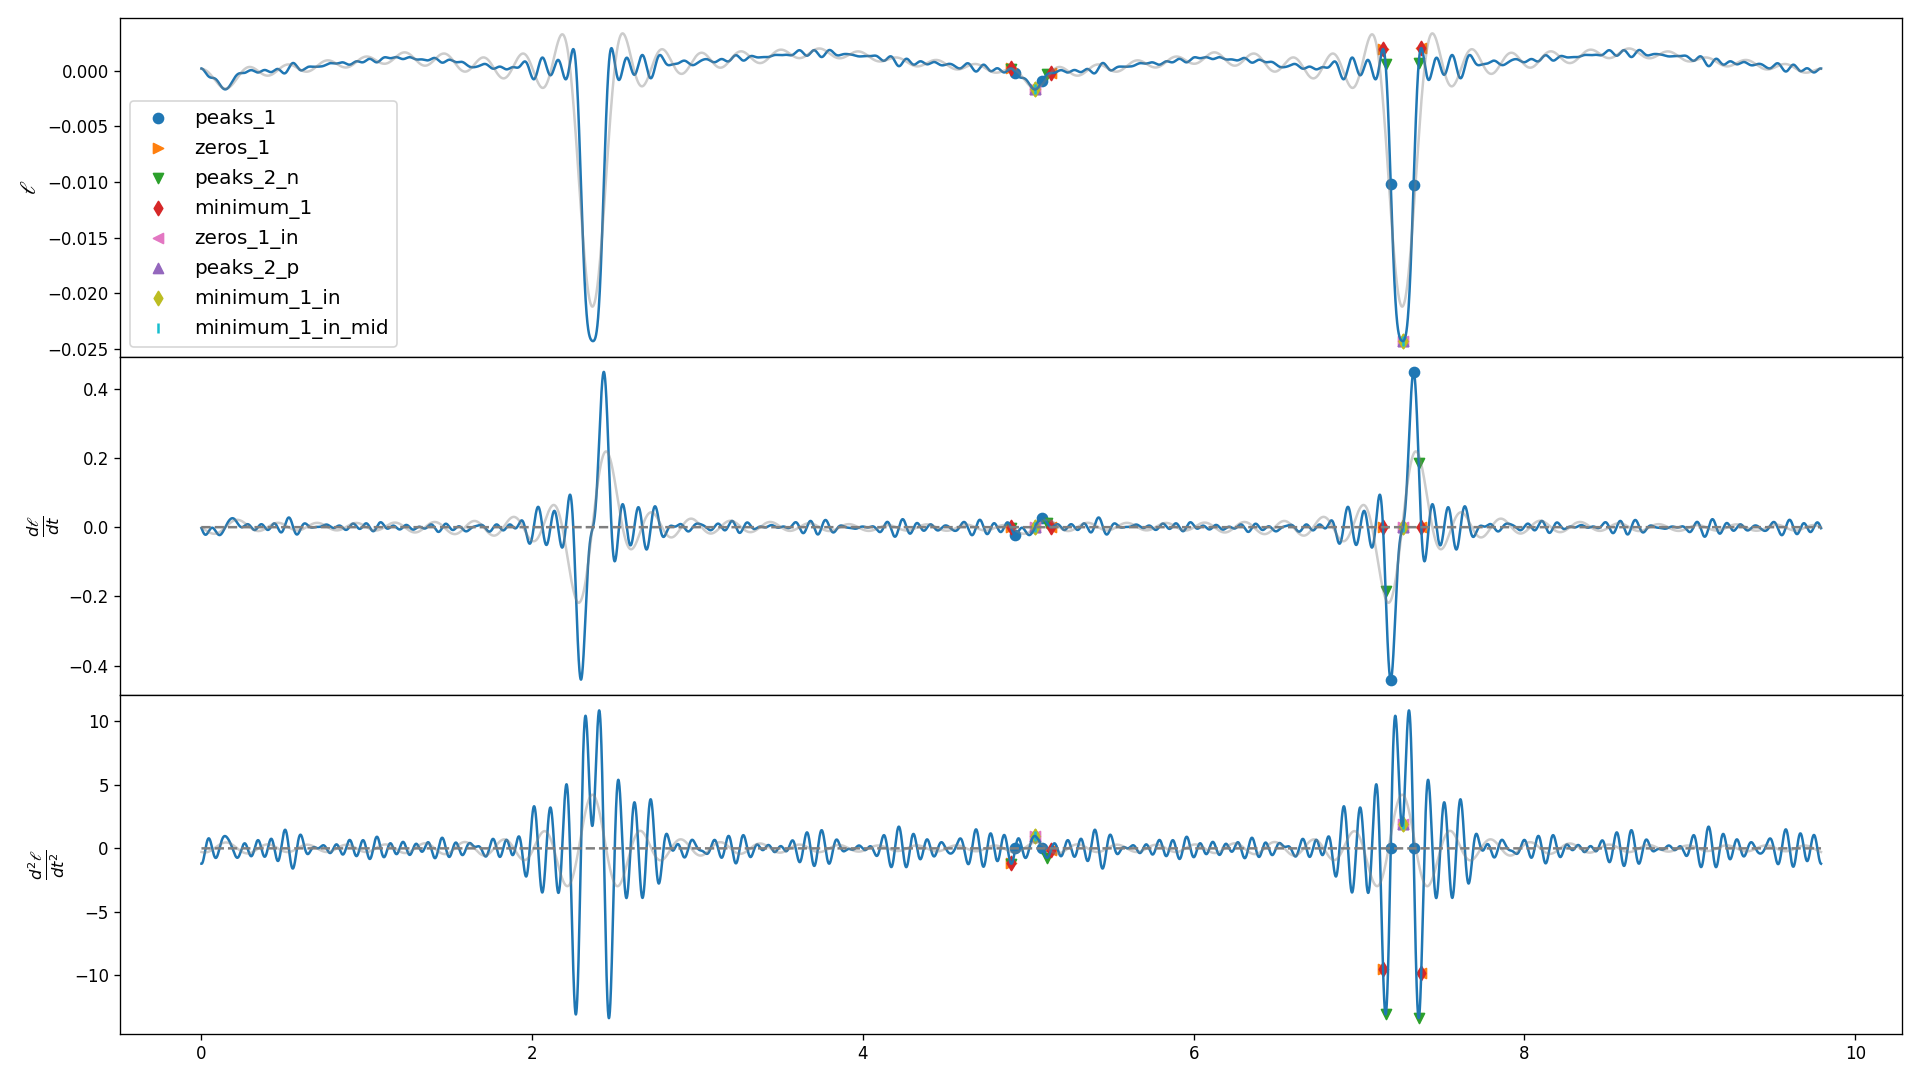 0.000
−0.005
−0.010
−0.015
−0.020
−0.025
ℓ
peaks_1
zeros_1
peaks_2_n
minimum_1
zeros_1_in
peaks_2_p
minimum_1_in
minimum_1_in_mid
0.4
0.2
0.0
−0.2
−0.4
dℓ/dt
10
5
0
−5
−10
d²ℓ/dt²
0 2 4 6 8 10